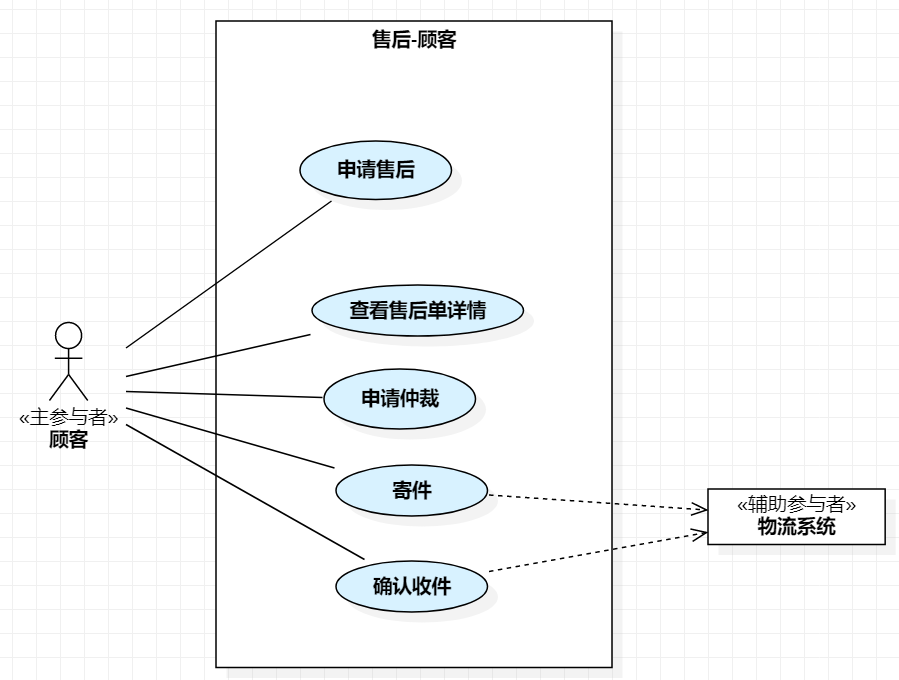 售后-顾客
申请售后
查看售后单详情
申请仲裁
«主参与者»
顾客
寄件
«辅助参与者»
物流系统
确认收件